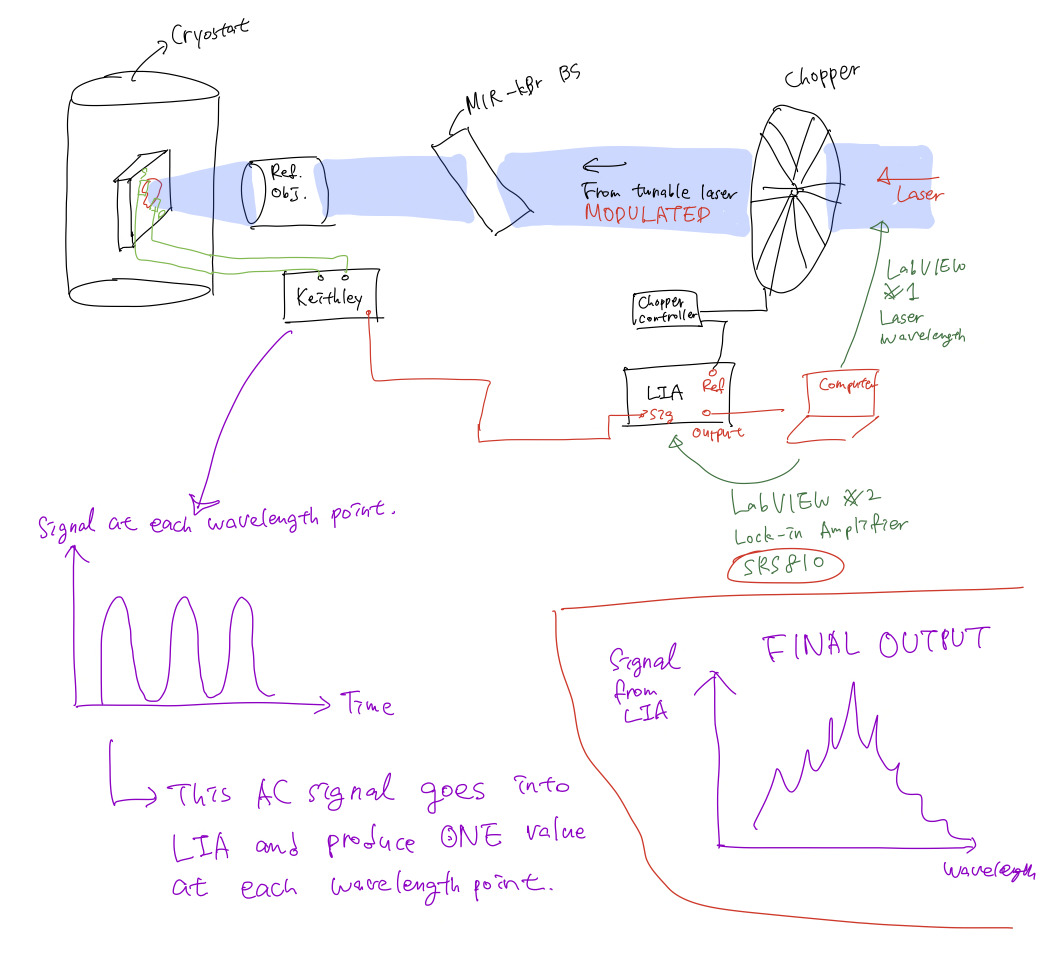 Cryostat
MIR-kBr BS
Chopper
Ref.
Obj.
From tunable laser
MODULATED
Laser
Keithley
Chopper
Controller
LabVIEW
#1
Laser
wavelength
LIA
Ref
Sig
Output
Computer
LabVIEW #2
Lock-in Amplifier
SRS810
Signal at each wavelength point.
Time
This AC signal goes into
LIA and produce ONE value
at each wavelength point.
FINAL OUTPUT
Signal
from
LIA
wavelength